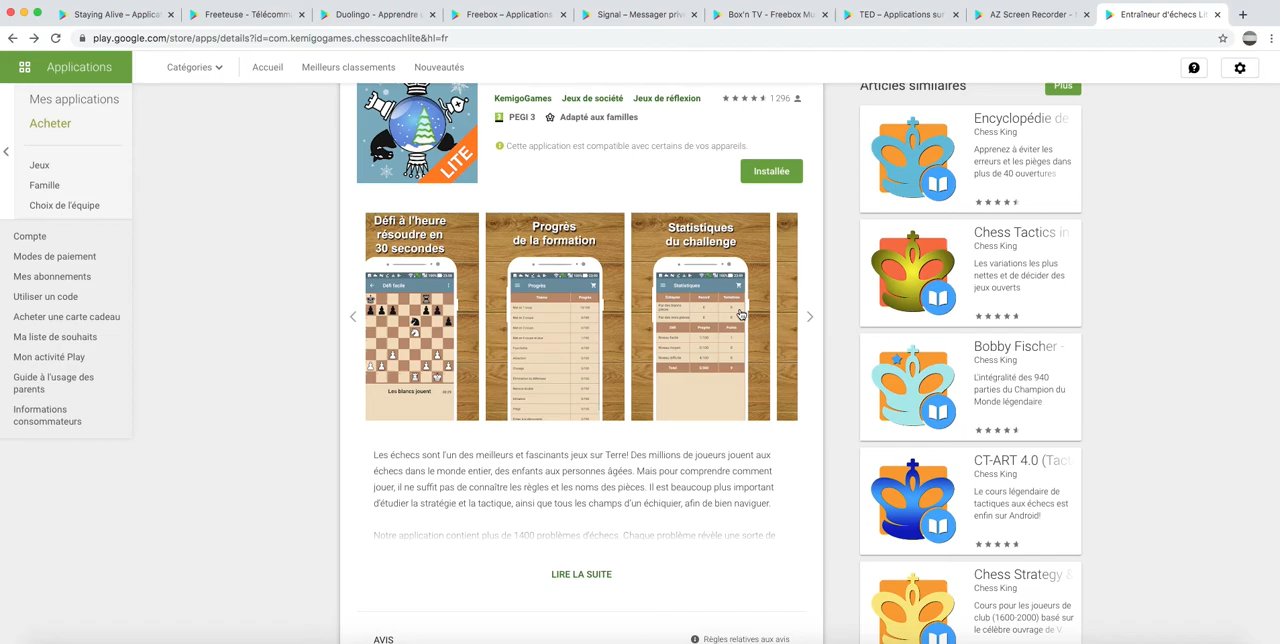 Staying Alive – Applicat
Freeteuse - Télécomm
Duolingo - Apprendre
Freebox – Applications
Signal – Messager priv
Box'n TV - Freebox Mu
TED – Applications sur
AZ Screen Recorder -
Entraîneur d'échecs Li
play.google.com/store/apps/details?id=com.kemigogames.chesscoachlite&hl=fr
Applications
Catégories
Accueil
Meilleurs classements
Nouveautés
Mes applications
Acheter
Jeux
Famille
Choix de l'équipe
Compte
Modes de paiement
Mes abonnements
Utiliser un code
Acheter une carte cadeau
Ma liste de souhaits
Mon activité Play
Guide à l'usage des
parents
Informations
consommateurs
LITE
KemigoGames Jeux de société Jeux de réflexion 1 296
3 PEGI 3 Adapté aux familles
Cette application est compatible avec certains de vos appareils.
Installée
Défi à l'heure
résoudre en
30 secondes
Défi facile
Les blancs jouent
Progrès
de la formation
Progrès
Thème Progrès
Statistiques
du challenge
Statistiques
Les échecs sont l'un des meilleurs et fascinants jeux sur Terre! Des millions de joueurs jouent aux
échecs dans le monde entier, des enfants aux personnes âgées. Mais pour comprendre comment
jouer, il ne suffit pas de connaître les règles et les noms des pièces. Il est beaucoup plus important
d'étudier la stratégie et la tactique, ainsi que tous les champs d'un échiquier, afin de bien naviguer.
Notre application contient plus de 1400 problèmes d'échecs. Chaque problème révèle une sorte de
LIRE LA SUITE
AVIS
Règles relatives aux avis
Articles similaires
Plus
Encyclopédie de
Chess King
Apprenez à éviter les
erreurs et les pièges dans
plus de 40 ouvertures
Chess Tactics in
Chess King
Les variations les plus
nettes et de décider des
jeux ouverts
Bobby Fischer -
Chess King
L'intégralité des 940
parties du Champion du
Monde légendaire
CT-ART 4.0 (Tac
Chess King
Le cours légendaire de
tactiques aux échecs est
enfin sur Android!
Chess Strategy &
Chess King
Cours pour les joueurs de
club (1600-2000) basé sur
le célèbre ouvrage de V.